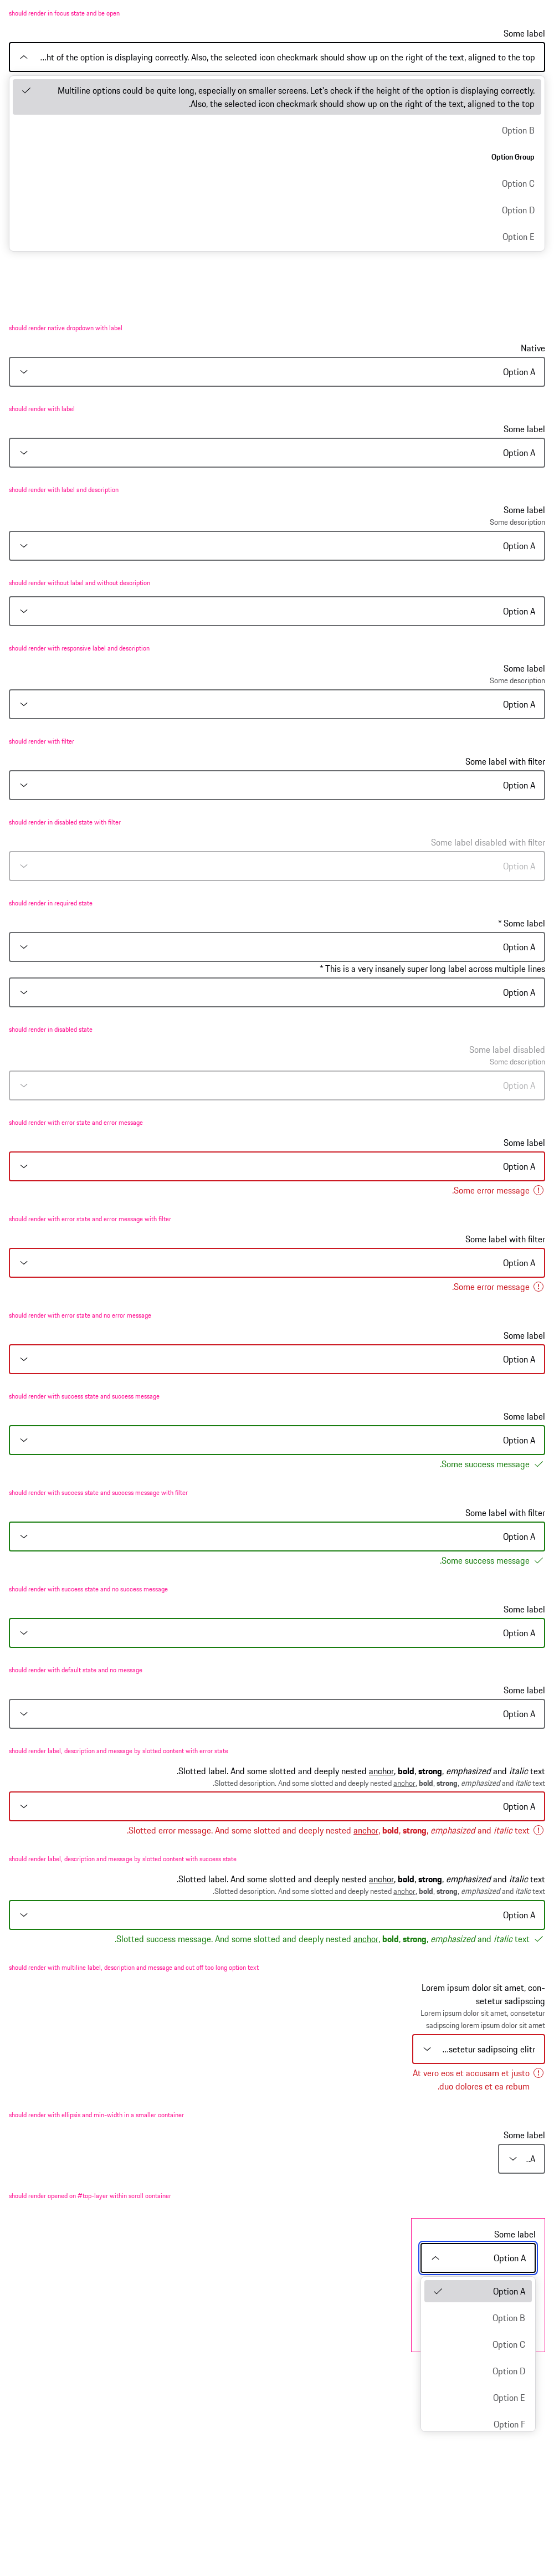 should render in focus state and be open
Some label
...ht of the option is displaying correctly. Also, the selected icon checkmark should show up on the right of the text, aligned to the top
Multiline options could be quite long, especially on smaller screens. Let's check if the height of the option is displaying correctly.
.Also, the selected icon checkmark should show up on the right of the text, aligned to the top
Option B
Option Group
Option C
Option D
Option E
should render native dropdown with label
Native
Option A
should render with label
Some label
Option A
should render with label and description
Some label
Some description
Option A
should render without label and without description
Option A
should render with responsive label and description
Some label
Some description
Option A
should render with filter
Some label with filter
Option A
should render in disabled state with filter
Some label disabled with filter
Option A
should render in required state
* Some label
Option A
* This is a very insanely super long label across multiple lines
Option A
should render in disabled state
Some label disabled
Some description
Option A
should render with error state and error message
Some label
Option A
.Some error message
should render with error state and error message with filter
Some label with filter
Option A
.Some error message
should render with error state and no error message
Some label
Option A
should render with success state and success message
Some label
Option A
.Some success message
should render with success state and success message with filter
Some label with filter
Option A
.Some success message
should render with success state and no success message
Some label
Option A
should render with default state and no message
Some label
Option A
should render label, description and message by slotted content with error state
.Slotted label. And some slotted and deeply nested anchor, bold, strong, emphasized and italic text
.Slotted description. And some slotted and deeply nested anchor, bold, strong, emphasized and italic text
Option A
.Slotted error message. And some slotted and deeply nested anchor, bold, strong, emphasized and italic text
should render label, description and message by slotted content with success state
.Slotted label. And some slotted and deeply nested anchor, bold, strong, emphasized and italic text
.Slotted description. And some slotted and deeply nested anchor, bold, strong, emphasized and italic text
Option A
.Slotted success message. And some slotted and deeply nested anchor, bold, strong, emphasized and italic text
should render with multiline label, description and message and cut off too long option text
Lorem ipsum dolor sit amet, con-
setetur sadipscing
Lorem ipsum dolor sit amet, consetetur
sadipscing lorem ipsum dolor sit amet
...setetur sadipscing elitr
At vero eos et accusam et justo
.duo dolores et ea rebum
should render with ellipsis and min-width in a smaller container
Some label
..A
should render opened on #top-layer within scroll container
Some label
Option A
Option A
Option B
Option C
Option D
Option E
Option F